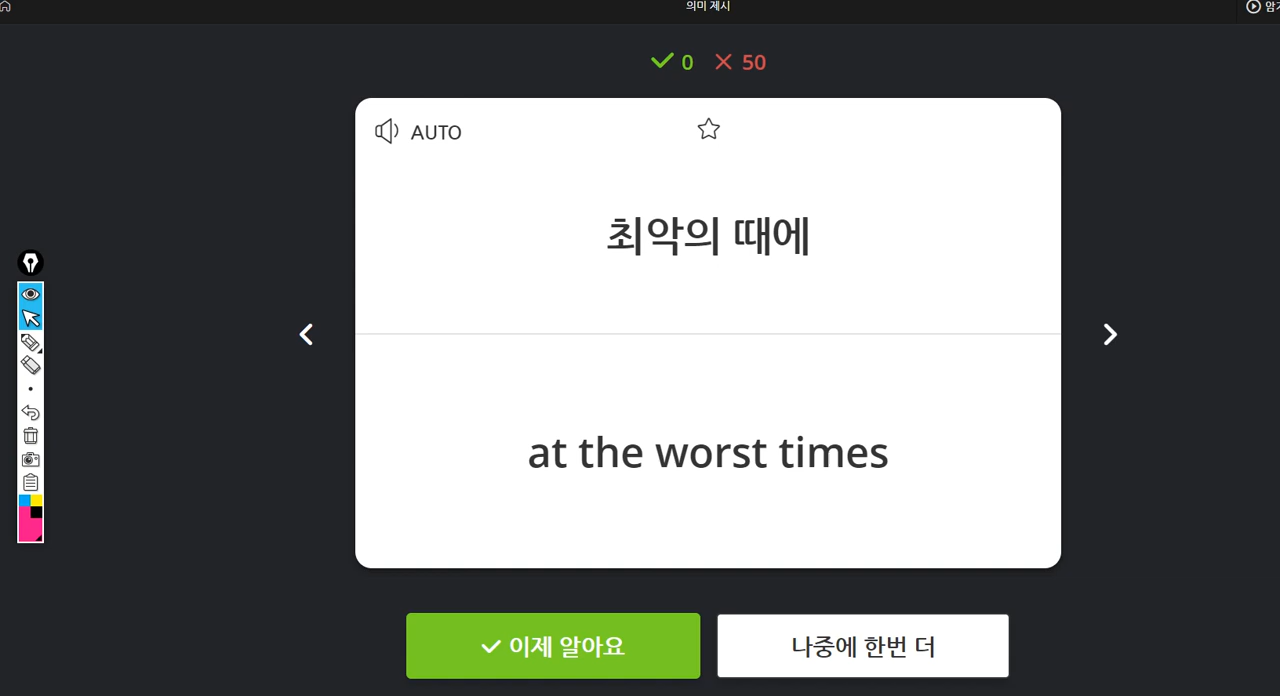 의미 제시
0 50
AUTO
최악의 때에
at the worst times
이제 알아요
나중에 한번 더